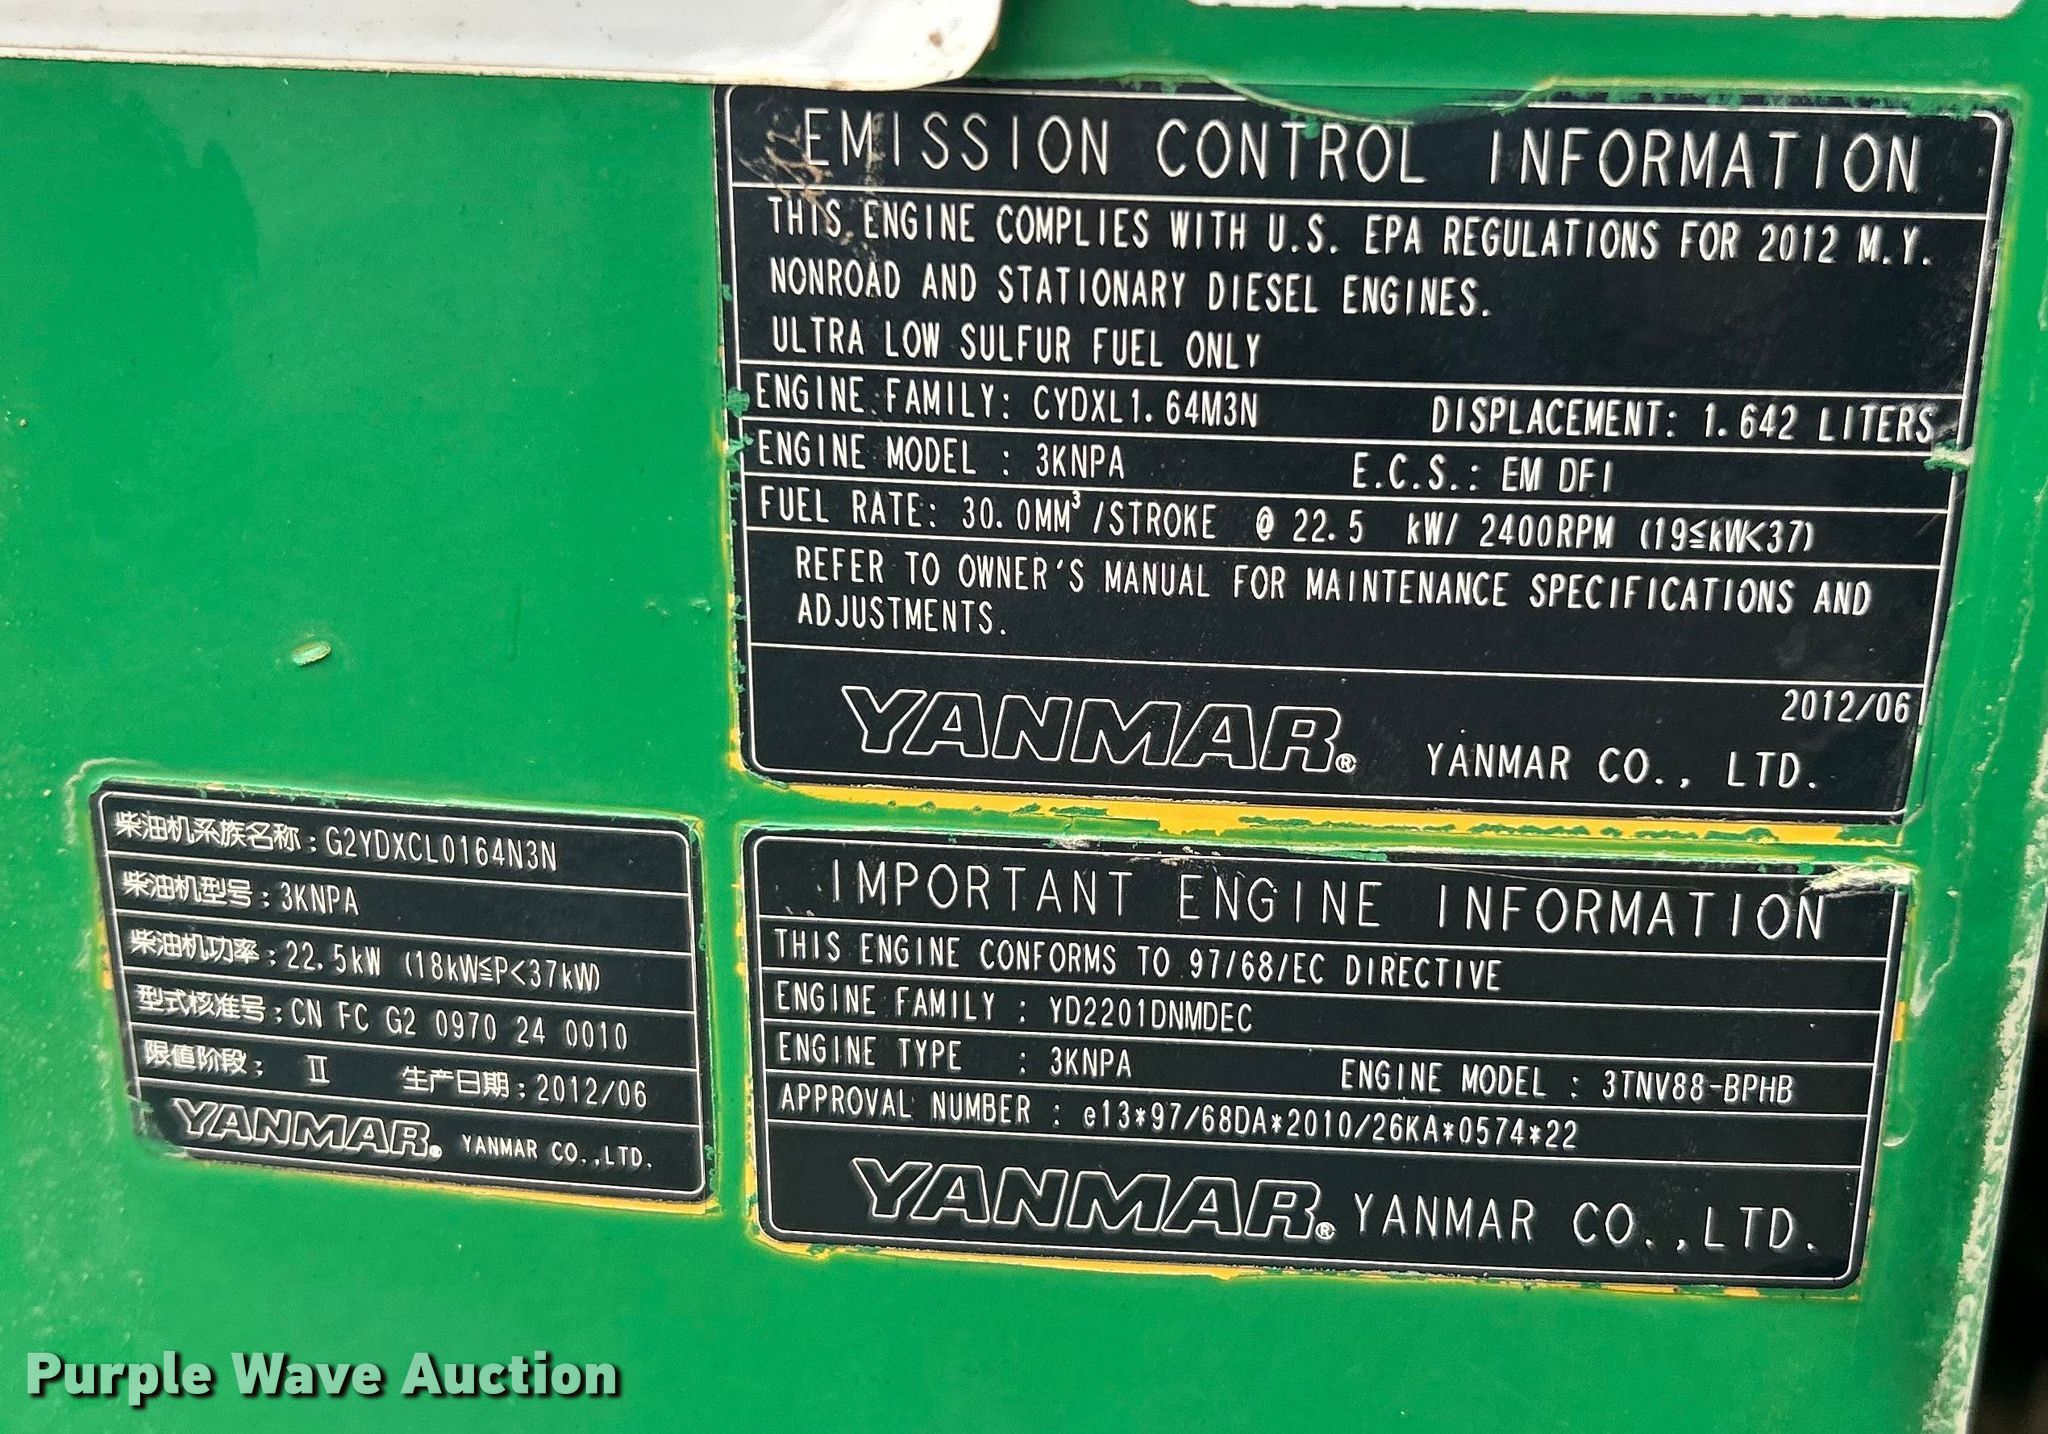 EMISSION CONTROL INFORMATION
THIS ENGINE COMPLIES WITH U.S. EPA REGULATIONS FOR 2012 M.Y.
NONROAD AND STATIONARY DIESEL ENGINES.
ULTRA LOW SULFUR FUEL ONLY
ENGINE FAMILY: CYDXL1.64M3N DISPLACEMENT: 1.642 LITERS
ENGINE MODEL : 3KNPA E.C.S.: EM DFI
FUEL RATE: 30.0MM³/STROKE @ 22.5 kW/ 2400RPM (19≦kW<37)
REFER TO OWNER'S MANUAL FOR MAINTENANCE SPECIFICATIONS AND
ADJUSTMENTS.
2012/06
YANMAR® YANMAR CO., LTD.
柴油机系族名称:G2YDXCL0164N3N
柴油机型号:3KNPA
柴油机功率:22.5kW (18kW≦P<37kW)
型式核准号:CN FC G2 0970 24 0010
限值阶段: Ⅱ 生产日期:2012/06
YANMAR® YANMAR CO.,LTD.
IMPORTANT ENGINE INFORMATION
THIS ENGINE CONFORMS TO 97/68/EC DIRECTIVE
ENGINE FAMILY : YD2201DNMDEC
ENGINE TYPE : 3KNPA ENGINE MODEL : 3TNV88-BPHB
APPROVAL NUMBER : e13*97/68DA*2010/26KA*0574*22
YANMAR® YANMAR CO.,LTD.
Purple Wave Auction